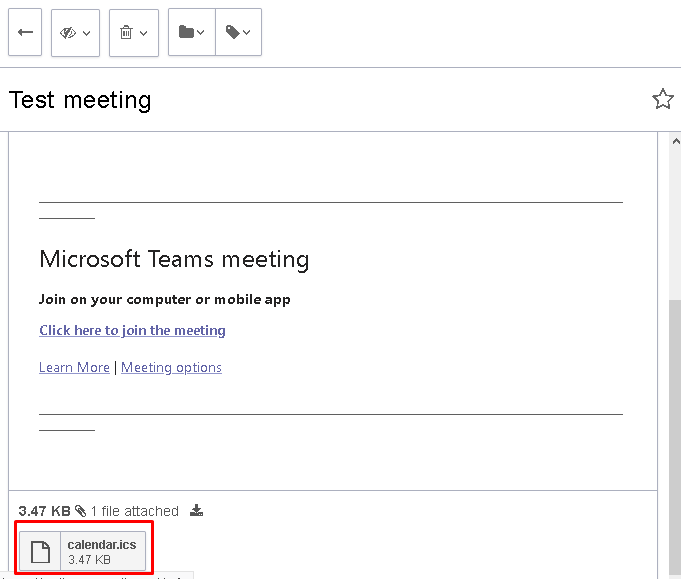 Test meeting
Microsoft Teams meeting
Join on your computer or mobile app
Click here to join the meeting
Learn More | Meeting options
3.47 KB 1 file attached
calendar.ics
3.47 KB